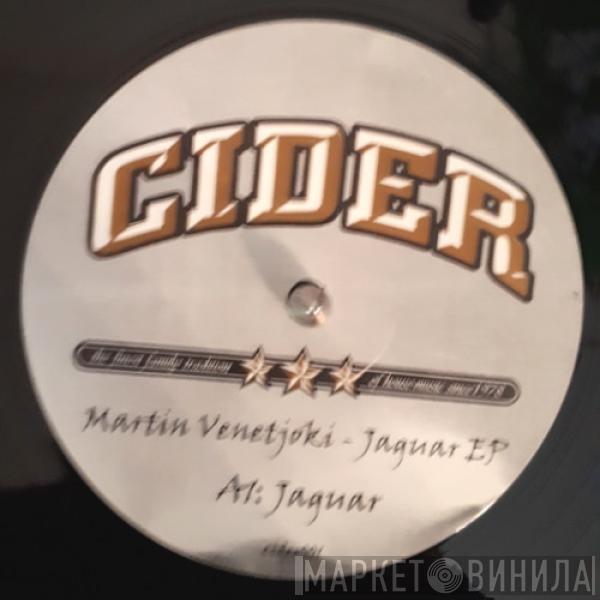 CIDER
the finest family tradition of house music since 1978
Martin Venetjoki - Jaguar EP
A1: Jaguar
МАРКЕТ ВИНИЛА